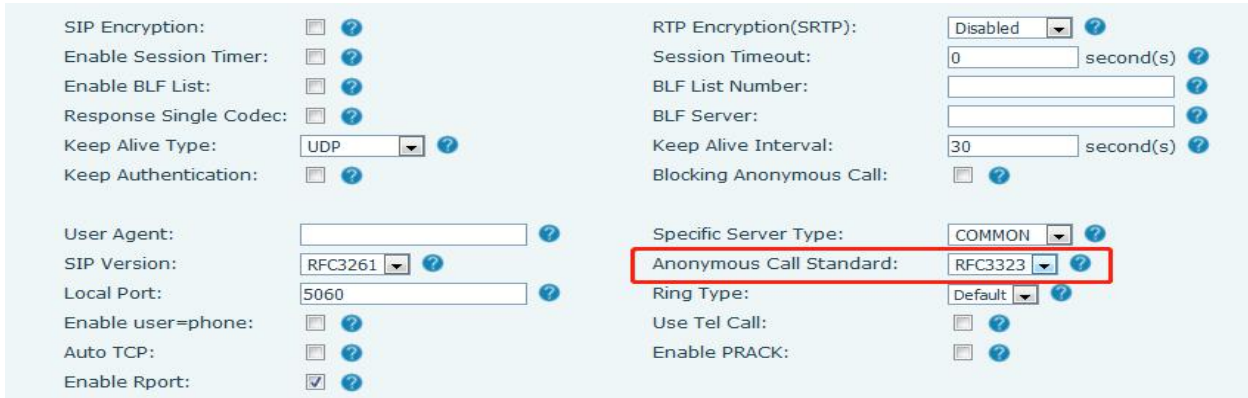 SIP Encryption: RTP Encryption(SRTP): Disabled
Enable Session Timer: Session Timeout: 0 second(s)
Enable BLF List: BLF List Number:
Response Single Codec: BLF Server:
Keep Alive Type: UDP Keep Alive Interval: 30 second(s)
Keep Authentication: Blocking Anonymous Call:
User Agent: Specific Server Type: COMMON
SIP Version: RFC3261 Anonymous Call Standard: RFC3323
Local Port: 5060 Ring Type: Default
Enable user=phone: Use Tel Call:
Auto TCP: Enable PRACK:
Enable Rport: